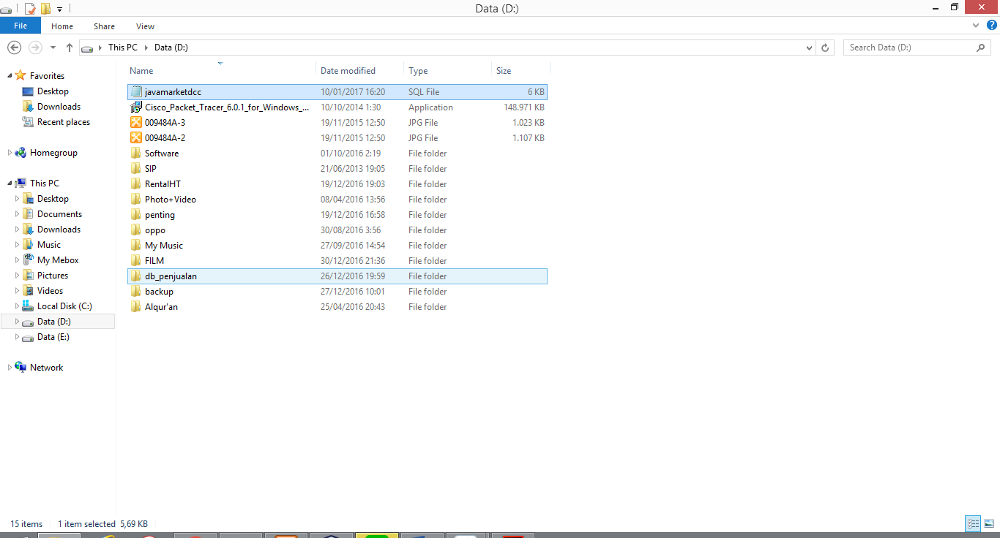 Data (D:)
File Home Share View
This PC Data (D:) Search Data (D:)
Name Date modified Type Size
Favorites
Desktop
Downloads
Recent places
Homegroup
This PC
Desktop
Documents
Downloads
Music
My Mebox
Pictures
Videos
Local Disk (C:)
Data (D:)
Data (E:)
Network
javamarketdcc 10/01/2017 16:20 SQL File 6 KB
Cisco_Packet_Tracer_6.0.1_for_Windows_... 10/10/2014 1:30 Application 148.971 KB
009484A-3 19/11/2015 12:50 JPG File 1.023 KB
009484A-2 19/11/2015 12:50 JPG File 1.107 KB
Software 01/10/2016 2:19 File folder
SIP 21/06/2013 19:05 File folder
RentalHT 19/12/2016 19:03 File folder
Photo+Video 08/04/2016 13:56 File folder
penting 19/12/2016 16:58 File folder
oppo 30/08/2016 3:56 File folder
My Music 27/09/2016 14:54 File folder
FILM 30/12/2016 21:36 File folder
db_penjualan 26/12/2016 19:59 File folder
backup 27/12/2016 10:01 File folder
Alqur'an 25/04/2016 20:43 File folder
15 items 1 item selected 5,69 KB